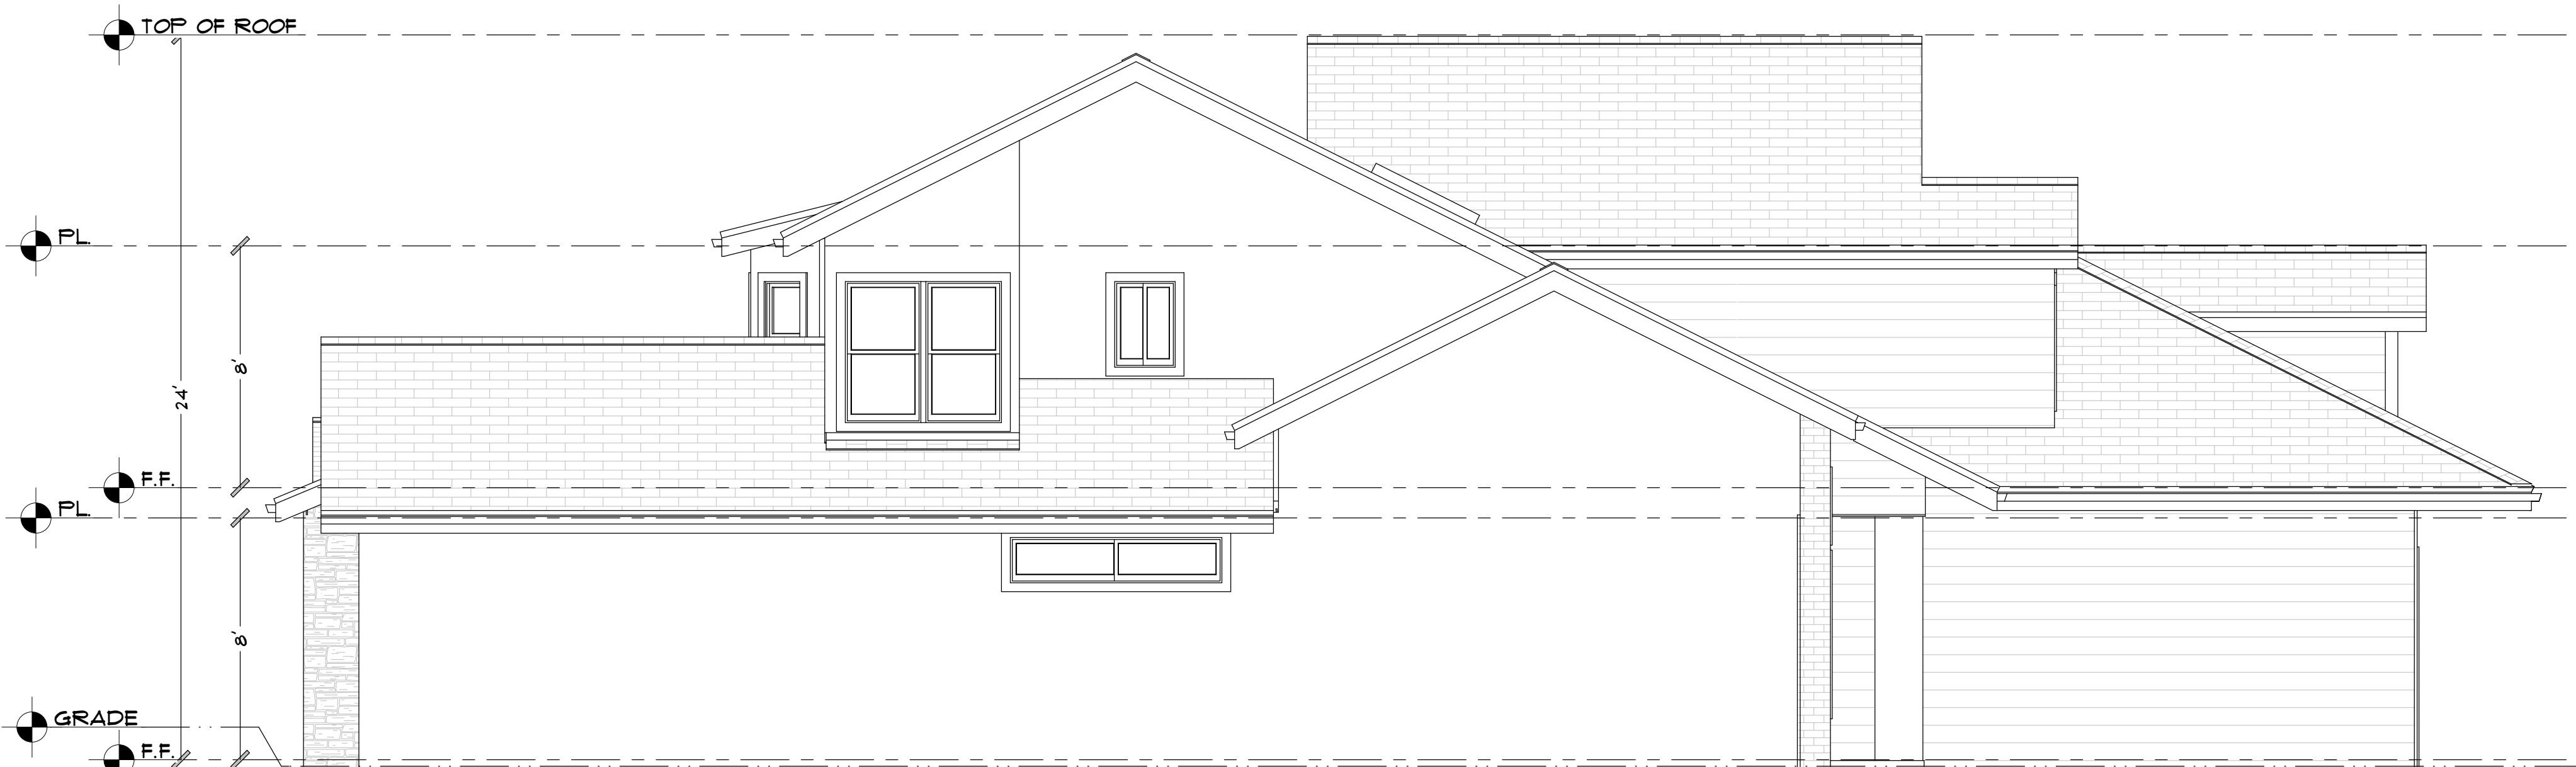 TOP OF ROOF
PL.
8'
24'
F.F.
PL.
8'
GRADE
F.F.